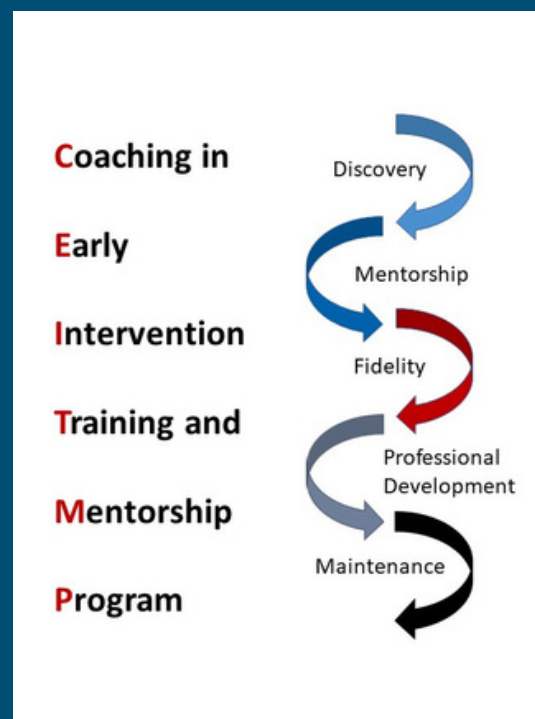 Coaching in
Early
Intervention
Training and
Mentorship
Program
Discovery
Mentorship
Fidelity
Professional
Development
Maintenance